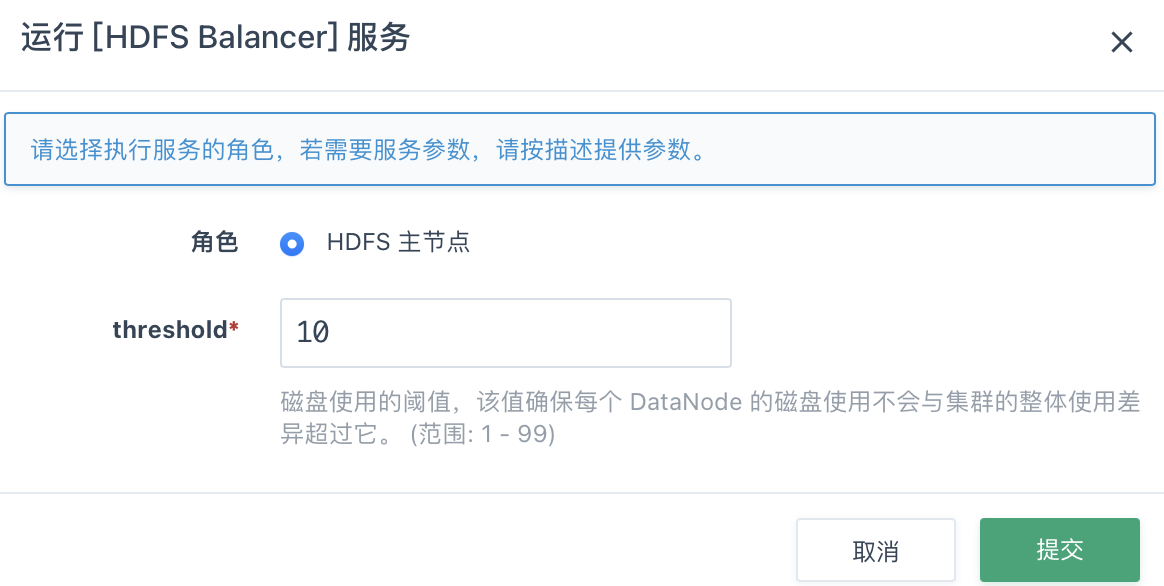 运行 [HDFS Balancer] 服务
请选择执行服务的角色，若需要服务参数，请按描述提供参数。
角色 HDFS 主节点
threshold* 10
磁盘使用的阈值，该值确保每个 DataNode 的磁盘使用不会与集群的整体使用差
异超过它。 (范围: 1 - 99)
取消 提交